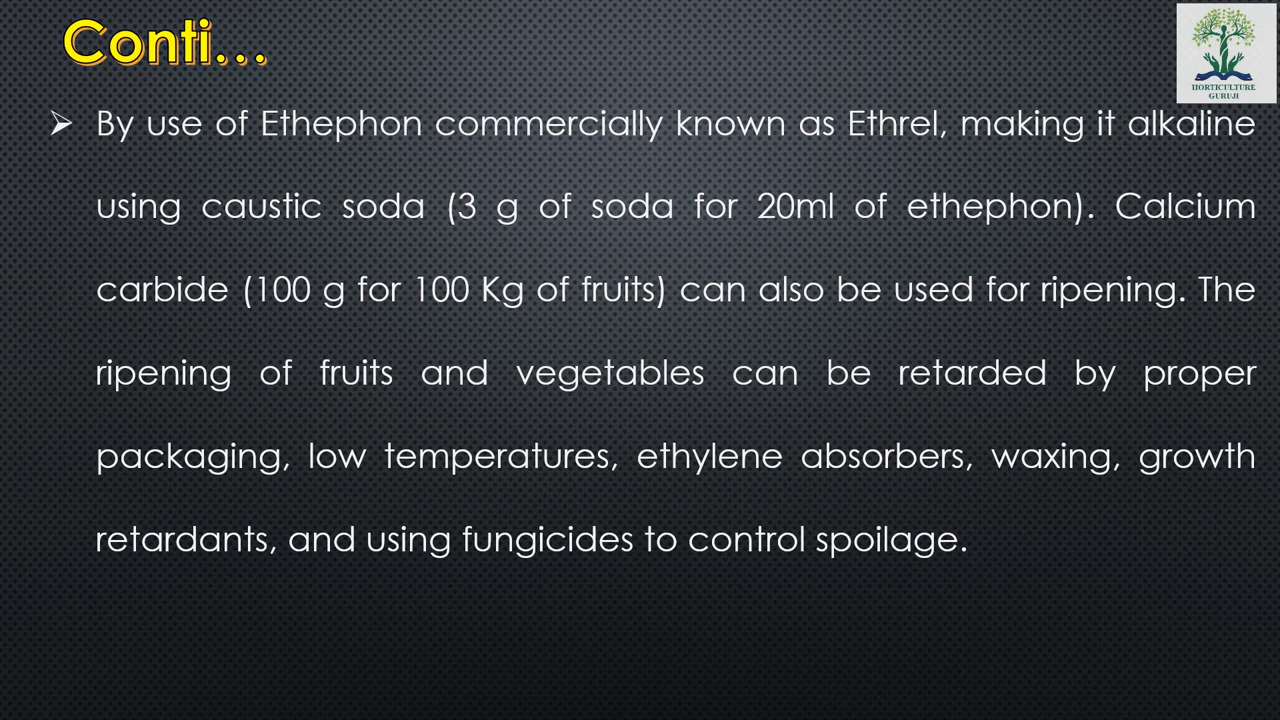 Conti...
HORTICULTURE
GURUJI
➢ By use of Ethephon commercially known as Ethrel, making it alkaline
using caustic soda (3 g of soda for 20ml of ethephon). Calcium
carbide (100 g for 100 Kg of fruits) can also be used for ripening. The
ripening of fruits and vegetables can be retarded by proper
packaging, low temperatures, ethylene absorbers, waxing, growth
retardants, and using fungicides to control spoilage.